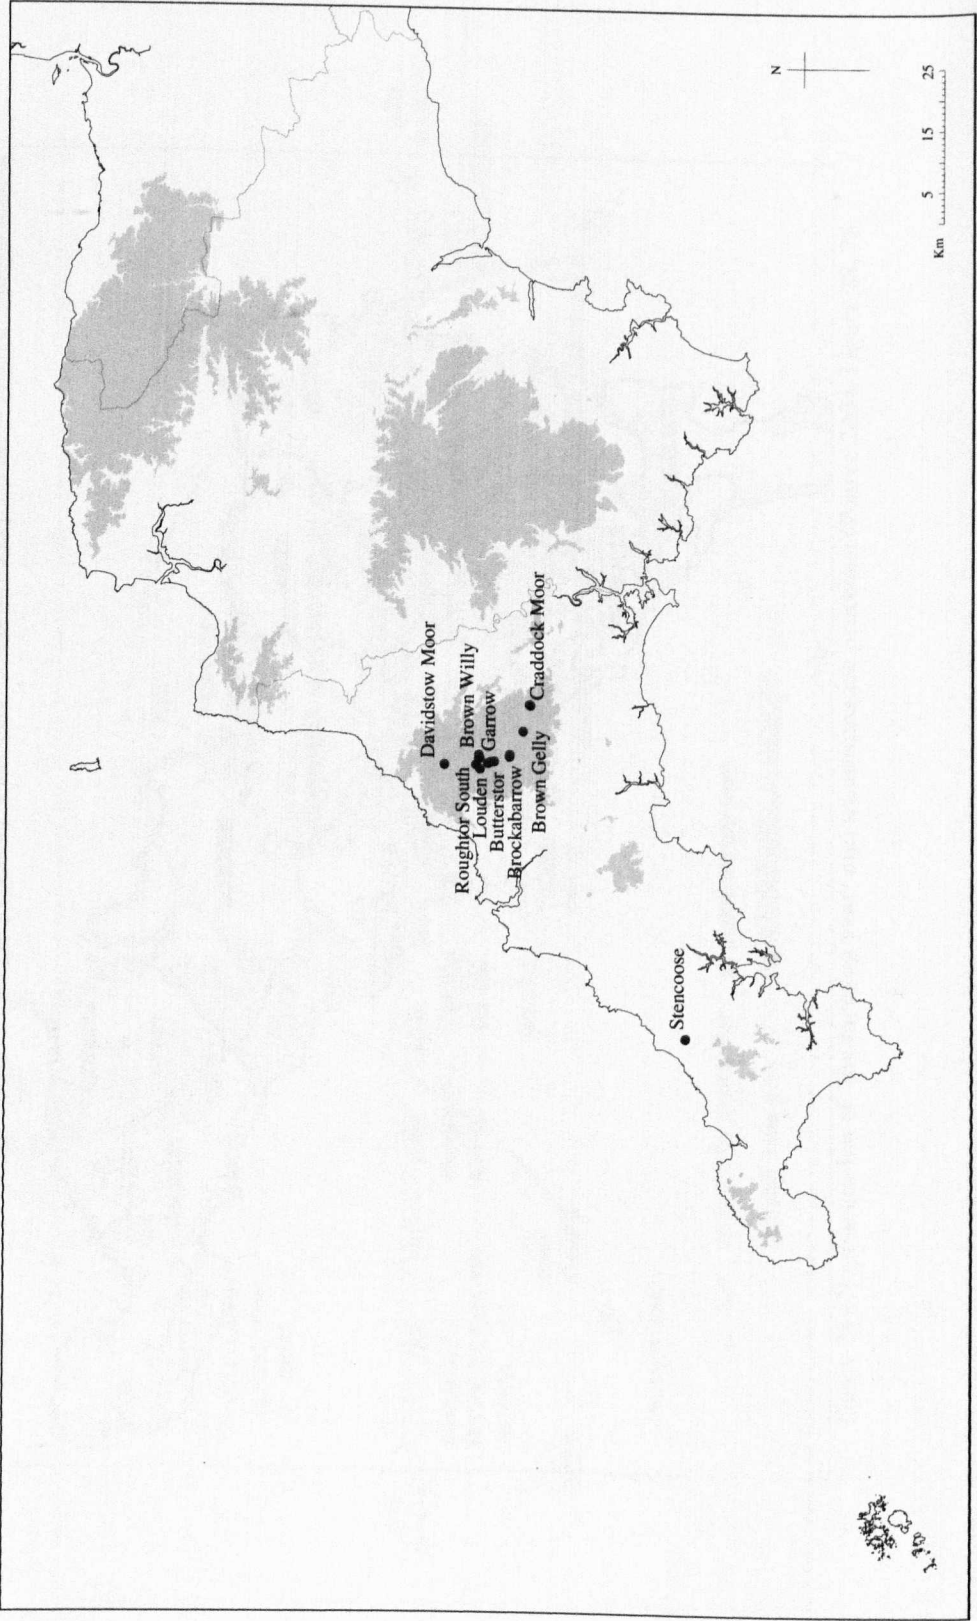 N
Davidstow Moor
Roughtor South
Brown Willy
Louden
Garrow
Butterstor
Brockabarrow
Craddock Moor
Brown Gelly
Stencoose
Km 5 15 25